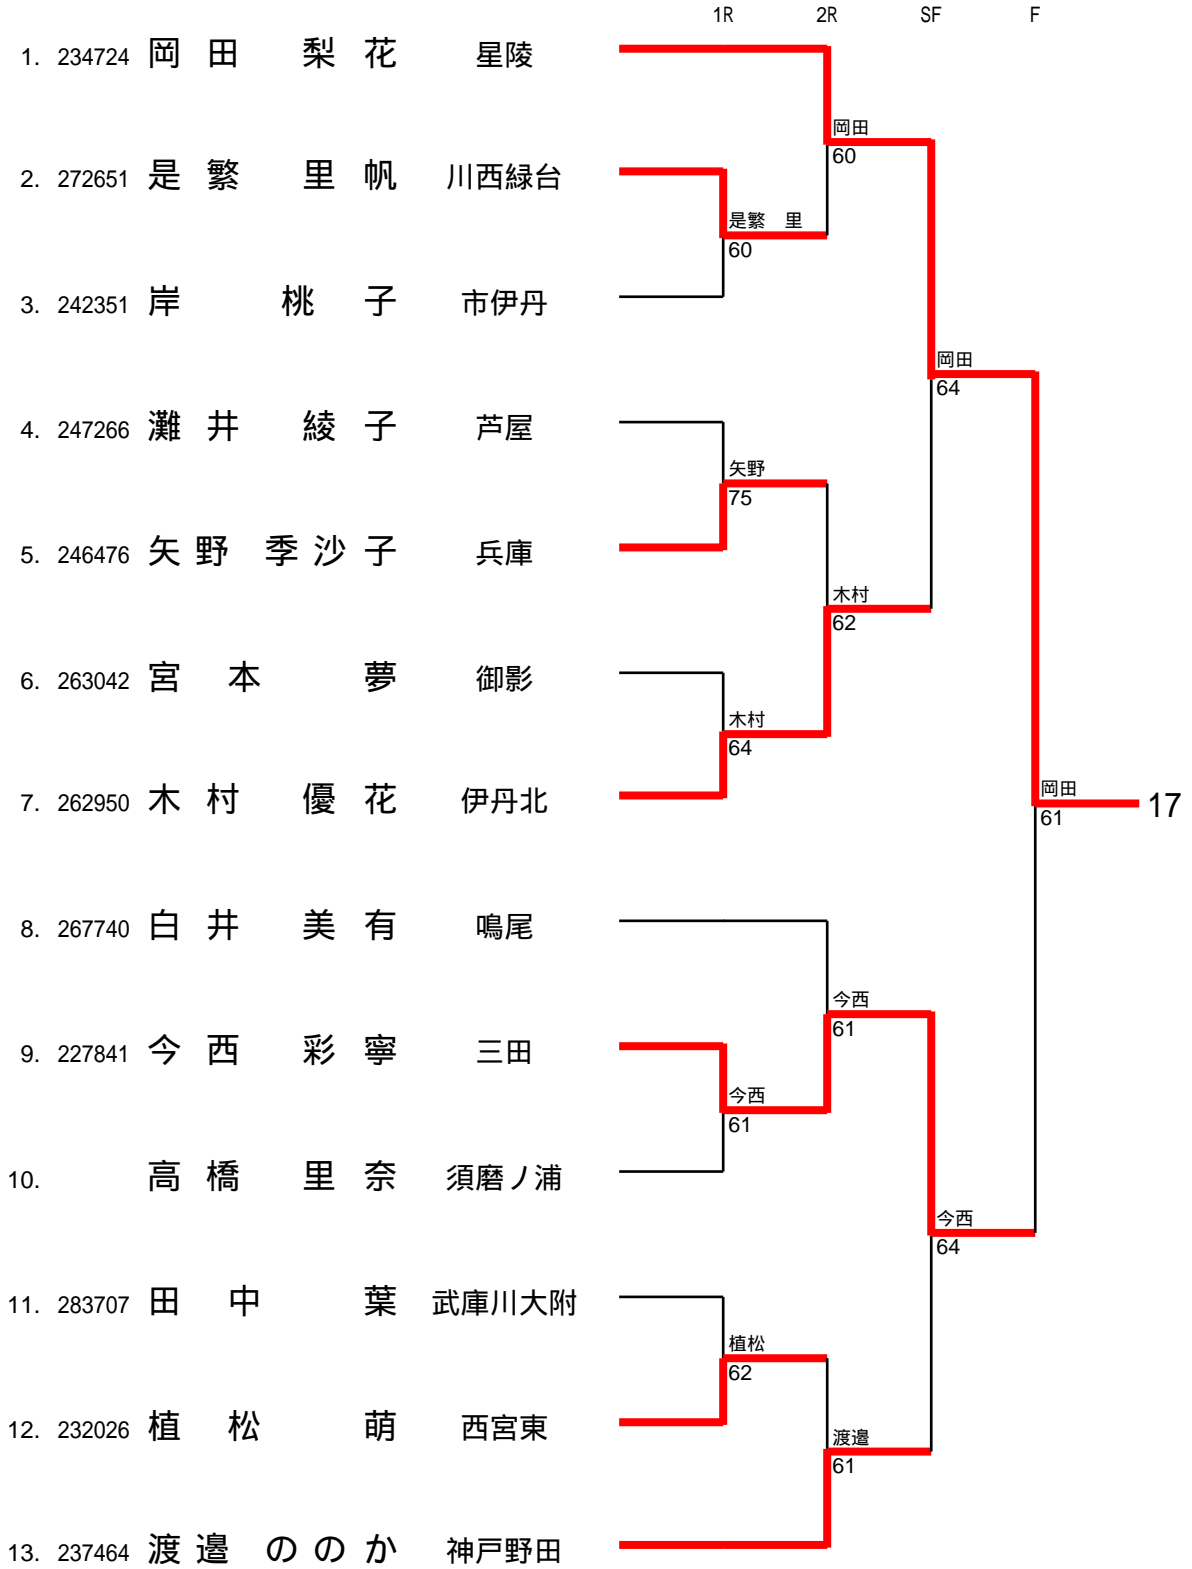 1R 2R SF F
1. 234724 岡田 梨花 星陵
岡田
60
2. 272651 是繁 里帆 川西緑台
是繁 里
60
3. 242351 岸 桃子 市伊丹
岡田
64
4. 247266 灘井 綾子 芦屋
矢野
75
5. 246476 矢野 季沙子 兵庫
木村
62
6. 263042 宮本 夢 御影
木村
64
7. 262950 木村 優花 伊丹北
岡田
61
17
8. 267740 白井 美有 鳴尾
今西
61
9. 227841 今西 彩寧 三田
今西
61
10. 高橋 里奈 須磨ノ浦
今西
64
11. 283707 田中 葉 武庫川大附
植松
62
12. 232026 植松 萌 西宮東
渡邉
61
13. 237464 渡邉 ののか 神戸野田